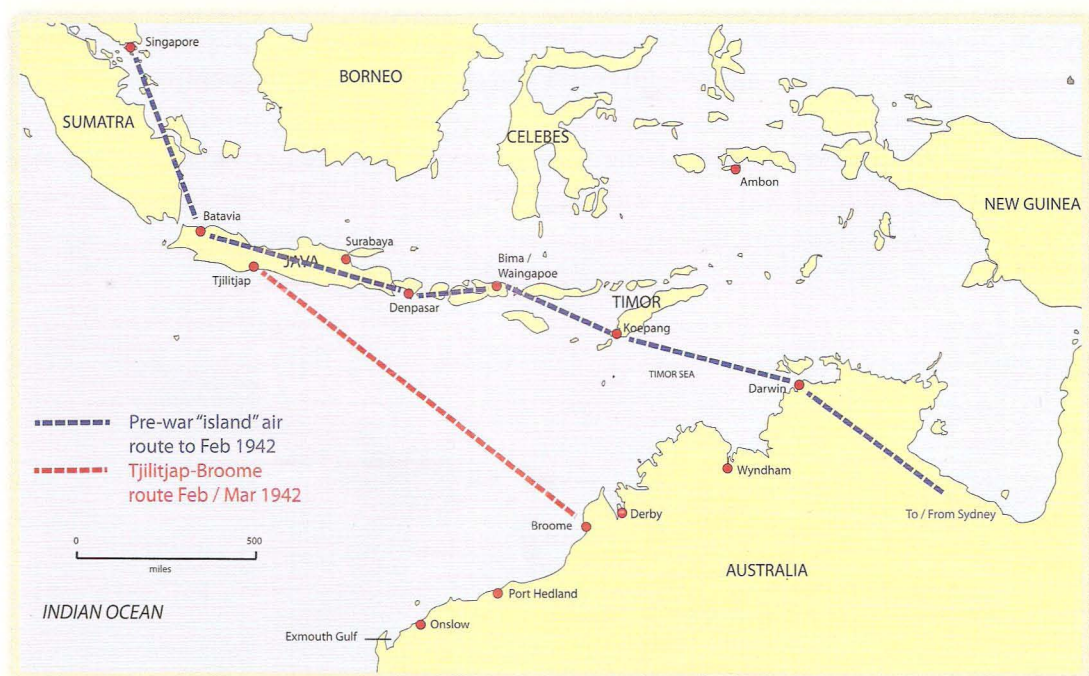 Singapore
BORNEO
SUMATRA
CELEBES
Ambon
NEW GUINEA
Batavia
Surabaya
JAVA
Tjilitjap
Bima /
Waingapoe
Denpasar
TIMOR
Koepang
TIMOR SEA
Darwin
Pre-war "island" air
route to Feb 1942
Tjilitjap-Broome
route Feb / Mar 1942
Wyndham
Derby
To / From Sydney
Broome
0 500
miles
AUSTRALIA
Port Hedland
INDIAN OCEAN
Onslow
Exmouth Gulf